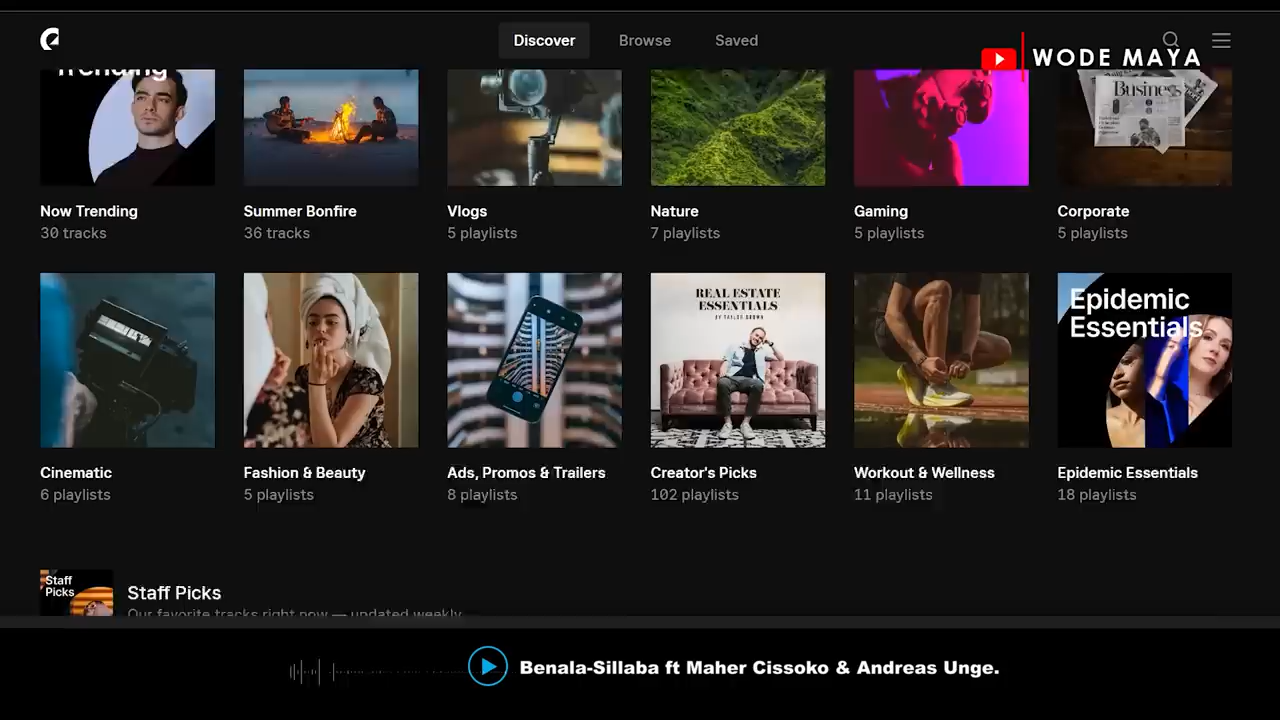 Discover
Browse
Saved
WODE MAYA
Trending
Business
Now Trending
30 tracks
Summer Bonfire
36 tracks
Vlogs
5 playlists
Nature
7 playlists
Gaming
5 playlists
Corporate
5 playlists
REAL ESTATE
ESSENTIALS
BY TAYLOR BROWN
Epidemic
Essentials
Cinematic
6 playlists
Fashion & Beauty
5 playlists
Ads, Promos & Trailers
8 playlists
Creator's Picks
102 playlists
Workout & Wellness
11 playlists
Epidemic Essentials
18 playlists
Staff
Picks
Staff Picks
Our favorite tracks right now — updated weekly
Benala-Sillaba ft Maher Cissoko & Andreas Unge.